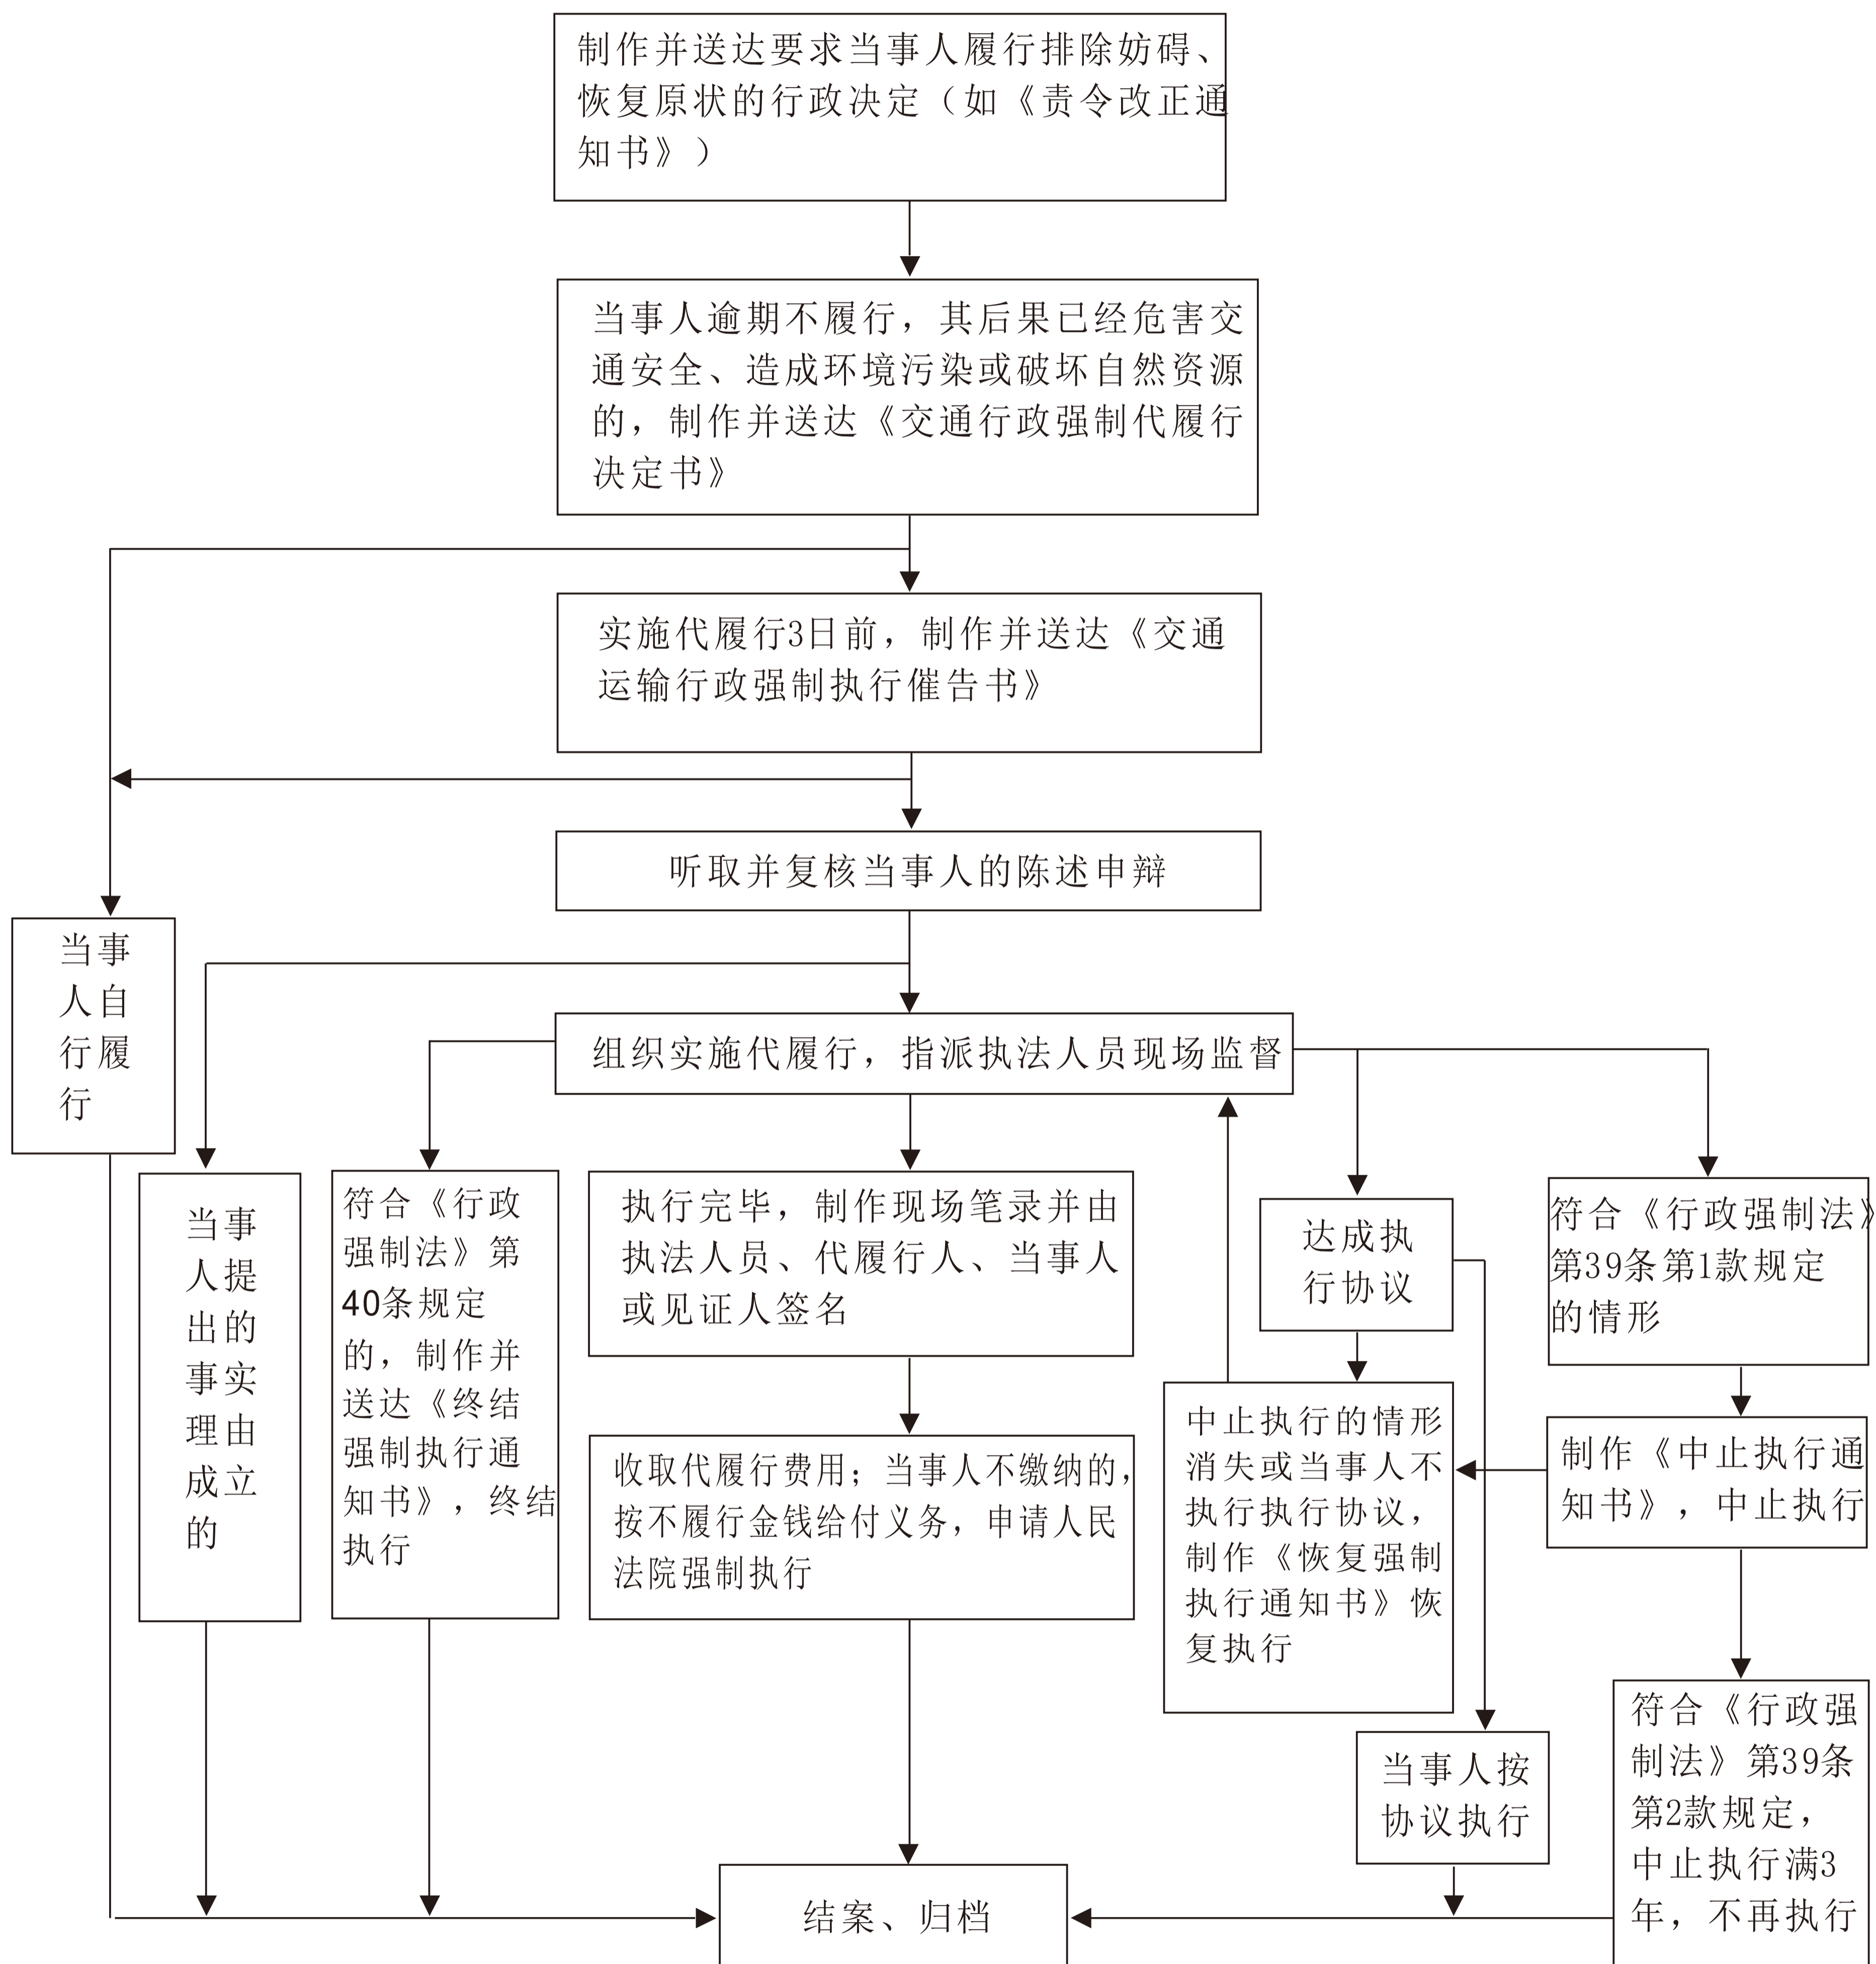 制作并送达要求当事人履行排除妨碍、
恢复原状的行政决定（如《责令改正通
知书》）
当事人逾期不履行，其后果已经危害交
通安全、造成环境污染或破坏自然资源
的，制作并送达《交通行政强制代履行
决定书》
实施代履行3日前，制作并送达《交通
运输行政强制执行催告书》
听取并复核当事人的陈述申辩
当事
人自
行履
行
组织实施代履行，指派执法人员现场监督
当事
人提
出的
事实
理由
成立
的
符合《行政
强制法》第
40条规定
的，制作并
送达《终结
强制执行通
知书》，终结
执行
执行完毕，制作现场笔录并由
执法人员、代履行人、当事人
或见证人签名
收取代履行费用；当事人不缴纳的，
按不履行金钱给付义务，申请人民
法院强制执行
达成执
行协议
中止执行的情形
消失或当事人不
执行执行协议，
制作《恢复强制
执行通知书》恢
复执行
符合《行政强制法》
第39条第1款规定
的情形
制作《中止执行通
知书》，中止执行
当事人按
协议执行
符合《行政强
制法》第39条
第2款规定，
中止执行满3
年，不再执行
结案、归档